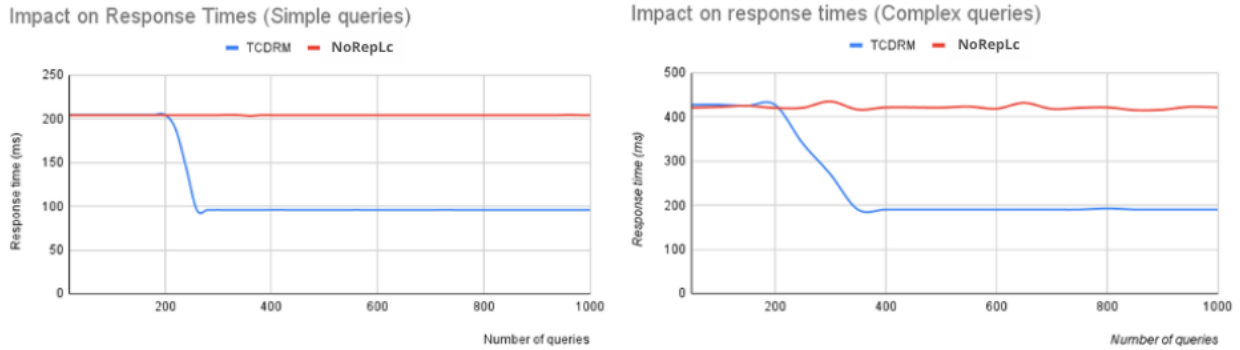 Impact on Response Times (Simple queries)
TCDRM NoRepLc
Response time (ms)
250
200
150
100
50
0
200 400 600 800 1000
Number of queries
Impact on response times (Complex queries)
TCDRM NoRepLc
Response time (ms)
500
400
300
200
100
0
200 400 600 800 1000
Number of queries